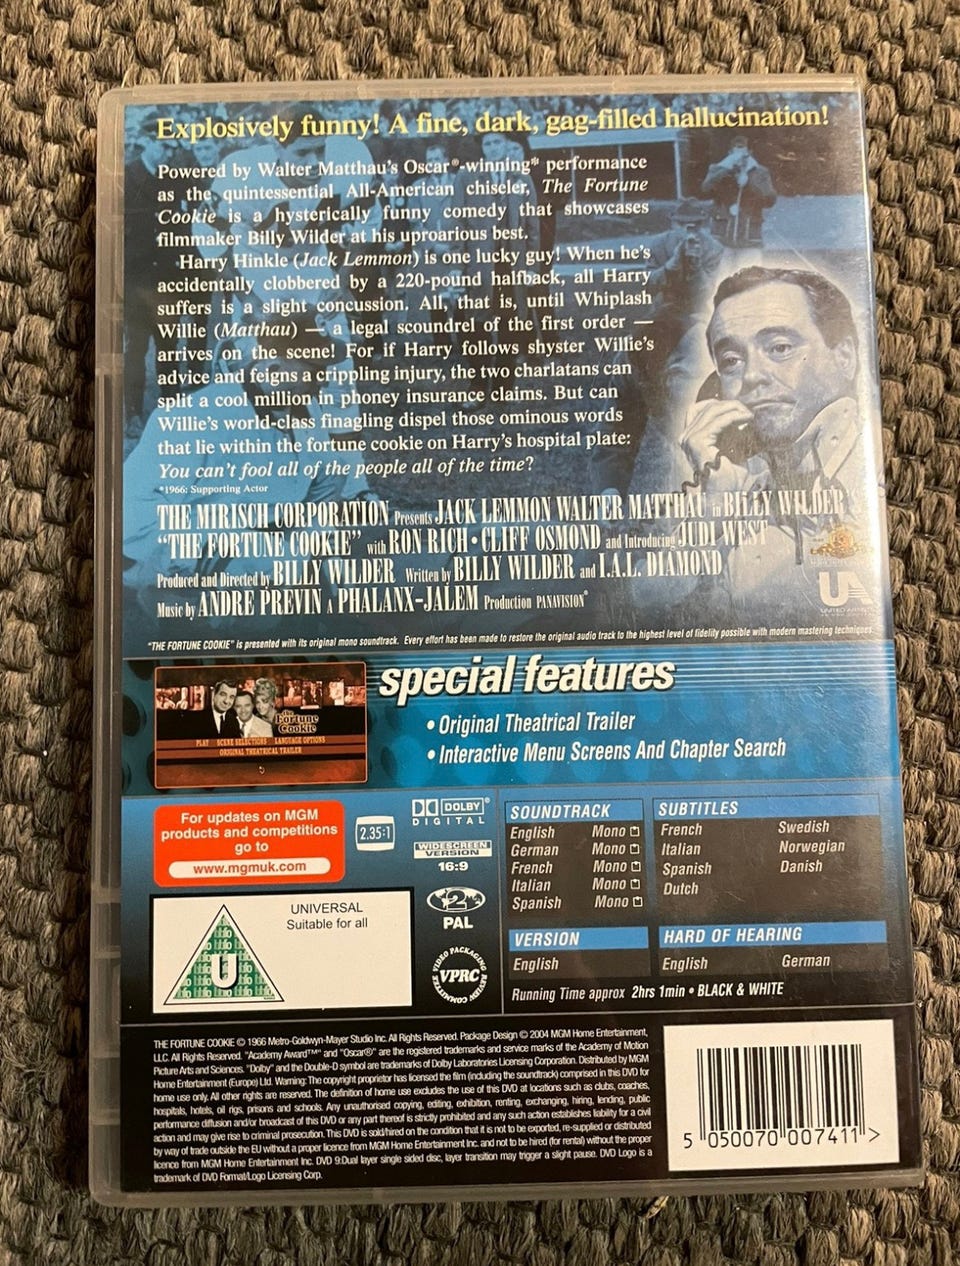 Explosively funny! A fine, dark, gag-filled hallucination!
Powered by Walter Matthau's Oscar®-winning* performance
as the quintessential All-American chiseler, The Fortune
Cookie is a hysterically funny comedy that showcases
filmmaker Billy Wilder at his uproarious best.
Harry Hinkle (Jack Lemmon) is one lucky guy! When he's
accidentally clobbered by a 220-pound halfback, all Harry
suffers is a slight concussion. All, that is, until Whiplash
Willie (Matthau) — a legal scoundrel of the first order —
arrives on the scene! For if Harry follows shyster Willie's
advice and feigns a crippling injury, the two charlatans can
split a cool million in phoney insurance claims. But can
Willie's world-class finagling dispel those ominous words
that lie within the fortune cookie on Harry's hospital plate:
You can't fool all of the people all of the time?
*1966: Supporting Actor
THE MIRISCH CORPORATION Presents JACK LEMMON WALTER MATTHAU in BILLY WILDER'S
"THE FORTUNE COOKIE" with RON RICH • CLIFF OSMOND and Introducing JUDI WEST
Produced and Directed by BILLY WILDER Written by BILLY WILDER and I.A.L. DIAMOND
Music by ANDRE PREVIN A PHALANX-JALEM Production PANAVISION®
UA
UNITED ARTISTS
"THE FORTUNE COOKIE" is presented with its original mono soundtrack. Every effort has been made to restore the original audio track to the highest level of fidelity possible with modern mastering techniques.
special features
the Fortune Cookie
PLAY SCENE SELECTIONS LANGUAGE OPTIONS
ORIGINAL THEATRICAL TRAILER
• Original Theatrical Trailer
• Interactive Menu Screens And Chapter Search
For updates on MGM
products and competitions
go to
www.mgmuk.com
2.35:1
DOLBY®
DIGITAL
WIDESCREEN
VERSION
16:9
2
PAL
VIDEO PACKAGING REVIEW COMMITTEE
VPRC
UNIVERSAL
Suitable for all
U
SOUNDTRACK
English Mono
German Mono
French Mono
Italian Mono
Spanish Mono
SUBTITLES
French Swedish
Italian Norwegian
Spanish Danish
Dutch
VERSION
English
HARD OF HEARING
English German
Running Time approx 2hrs 1min • BLACK & WHITE
THE FORTUNE COOKIE © 1966 Metro-Goldwyn-Mayer Studio Inc. All Rights Reserved. Package Design © 2004 MGM Home Entertainment,
LLC. All Rights Reserved. "Academy Award™" and "Oscar®" are the registered trademarks and service marks of the Academy of Motion
Picture Arts and Sciences. "Dolby" and the Double-D symbol are trademarks of Dolby Laboratories Licensing Corporation. Distributed by MGM
Home Entertainment (Europe) Ltd. Warning: The copyright proprietor has licensed the film (including the soundtrack) comprised in this DVD for
home use only. All other rights are reserved. The definition of home use excludes the use of this DVD at locations such as clubs, coaches,
hospitals, hotels, oil rigs, prisons and schools. Any unauthorised copying, editing, exhibition, renting, exchanging, hiring, lending, public
performance diffusion and/or broadcast of this DVD or any part thereof is strictly prohibited and any such action establishes liability for a civil
action and may give rise to criminal prosecution. This DVD is sold/hired on the condition that it is not to be exported, re-supplied or distributed
by way of trade outside the EU without a proper licence from MGM Home Entertainment Inc. and not to be hired (for rental) without the proper
licence from MGM Home Entertainment Inc. DVD 9:Dual layer single sided disc, layer transition may trigger a slight pause. DVD Logo is a
trademark of DVD Format/Logo Licensing Corp.
5 050070 007411 >